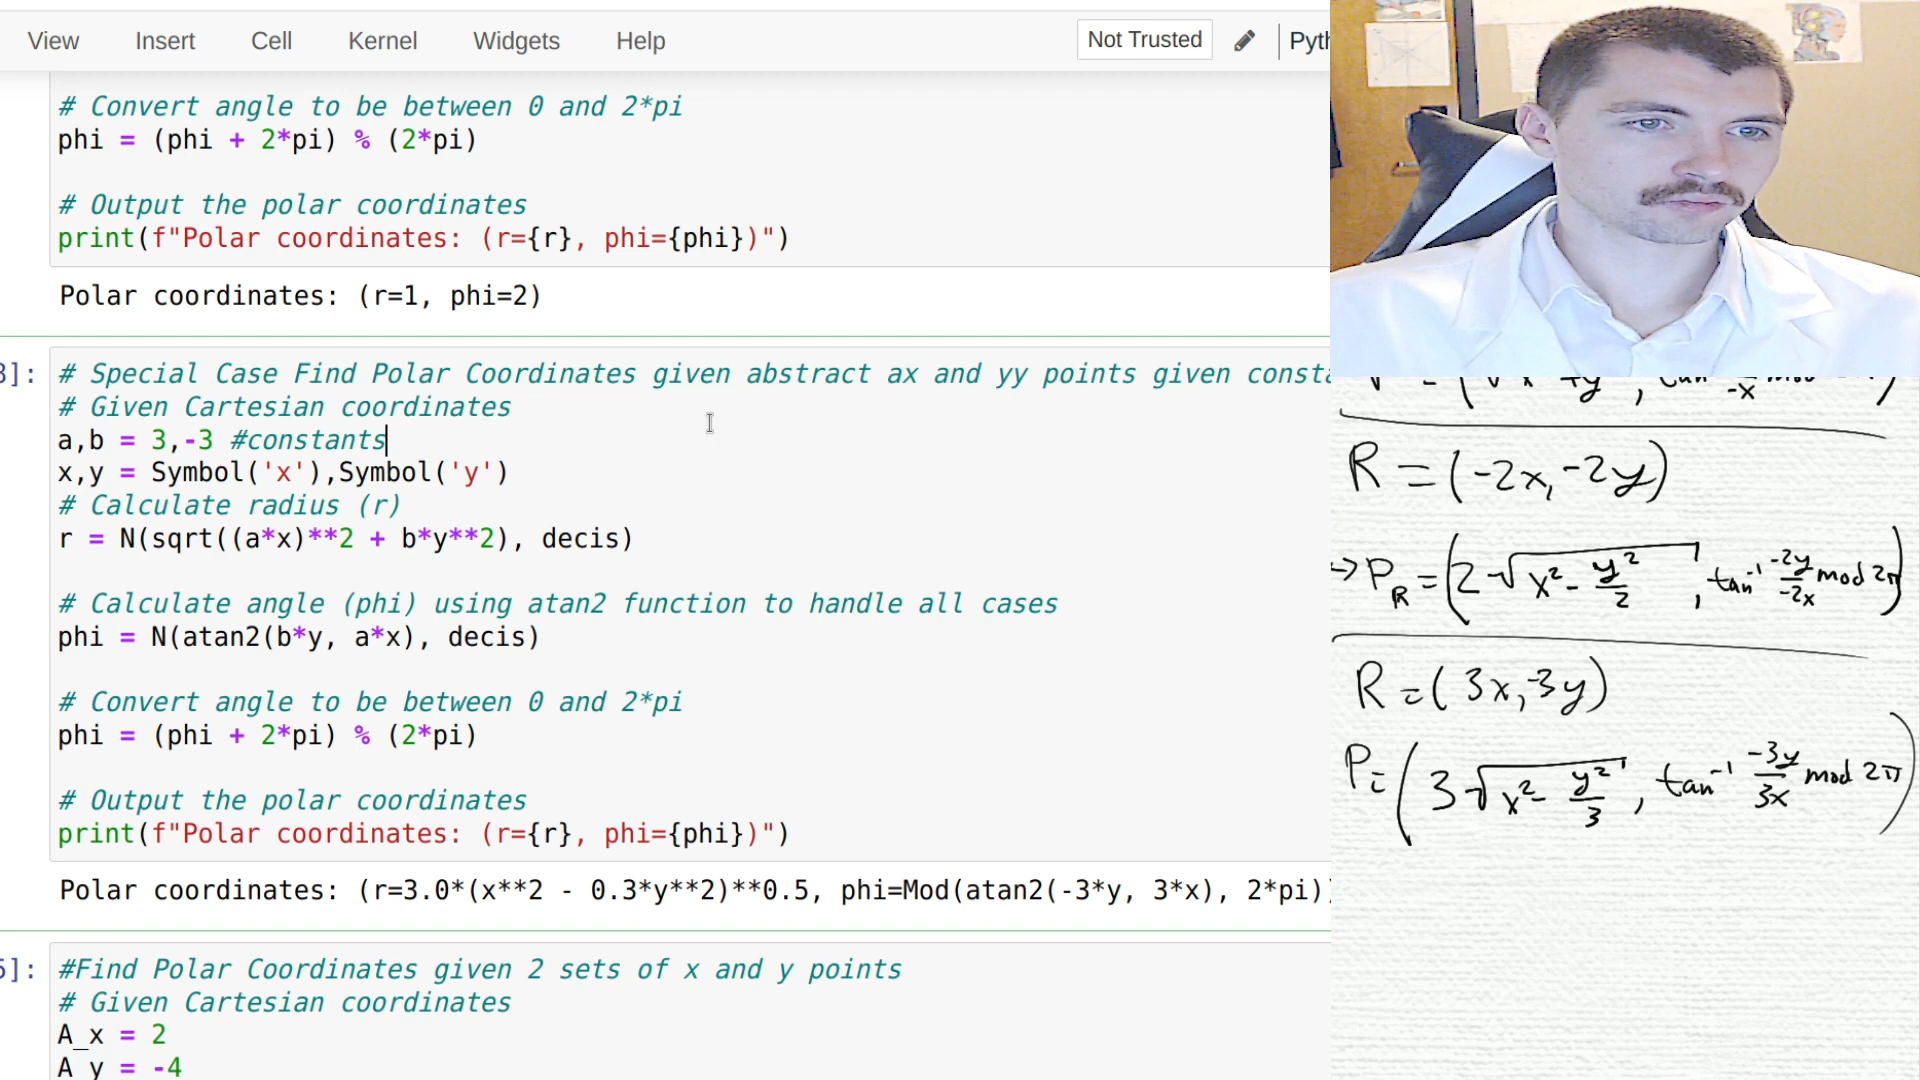 View Insert Cell Kernel Widgets Help Not Trusted
# Convert angle to be between 0 and 2*pi
phi = (phi + 2*pi) % (2*pi)
# Output the polar coordinates
print(f"Polar coordinates: (r={r}, phi={phi})")
Polar coordinates: (r=1, phi=2)
# Special Case Find Polar Coordinates given abstract ax and yy points given
# Given Cartesian coordinates
a,b = 3,-3 #constants
x,y = Symbol('x'),Symbol('y')
# Calculate radius (r)
r = N(sqrt((a*x)**2 + b*y**2), decis)
# Calculate angle (phi) using atan2 function to handle all cases
phi = N(atan2(b*y, a*x), decis)
# Convert angle to be between 0 and 2*pi
phi = (phi + 2*pi) % (2*pi)
# Output the polar coordinates
print(f"Polar coordinates: (r={r}, phi={phi})")
Polar coordinates: (r=3.0*(x**2 - 0.3*y**2)**0.5, phi=Mod(atan2(-3*y, 3*x), 2*pi))
5]: #Find Polar Coordinates given 2 sets of x and y points
# Given Cartesian coordinates
A_x = 2
A_y = -4
R = (-2x, -2y)
→ P_R = (2√(x² - y²/2), tan⁻¹ -2y/-2x mod 2π)
R = (3x, -3y)
P = (3√(x² - y²/3), tan⁻¹ -3y/3x mod 2π)